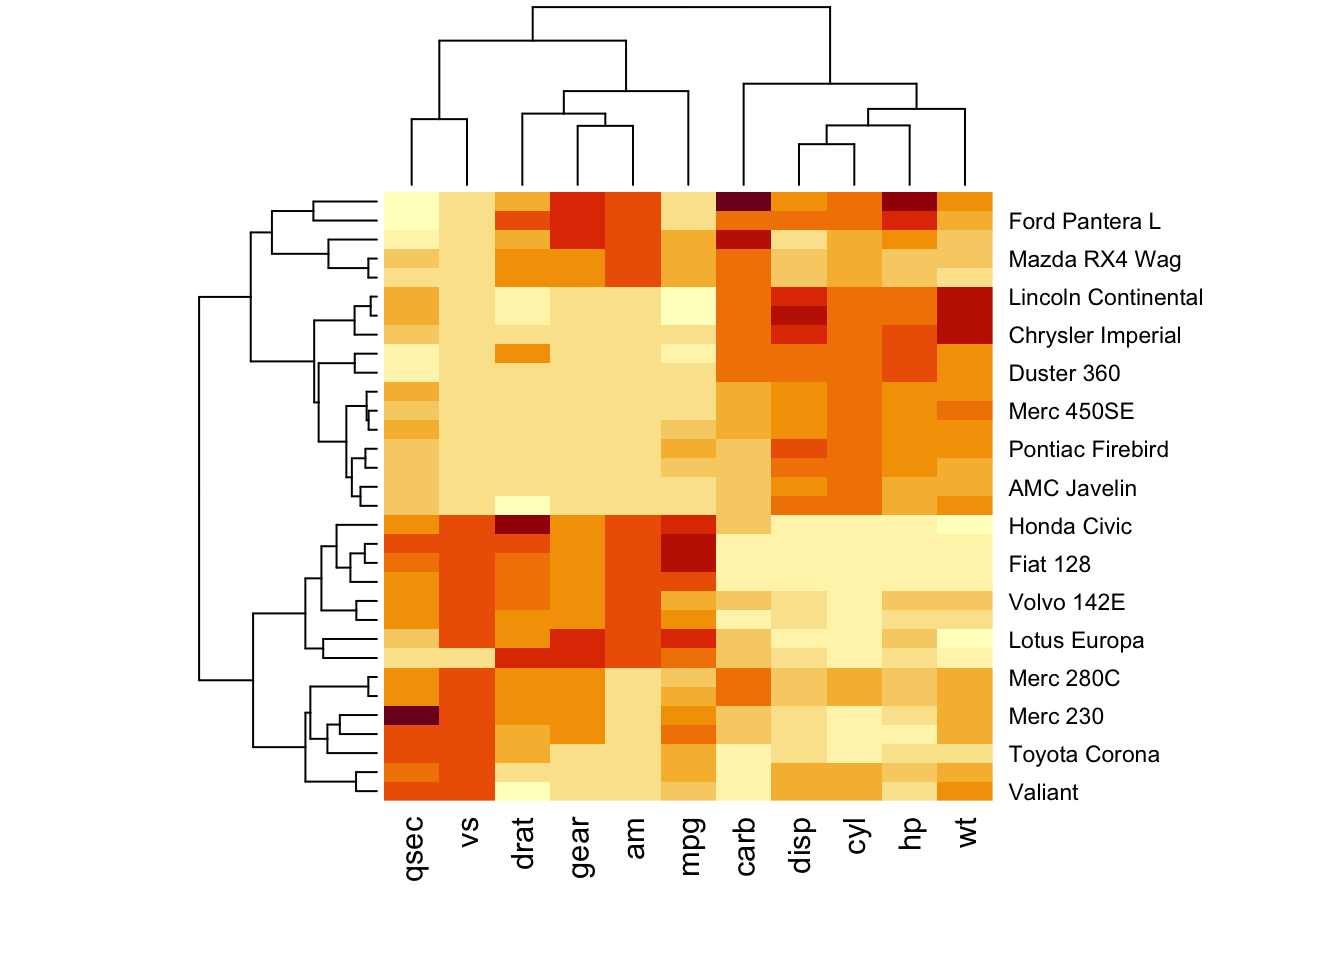 Ford Pantera L
Mazda RX4 Wag
Lincoln Continental
Chrysler Imperial
Duster 360
Merc 450SE
Pontiac Firebird
AMC Javelin
Honda Civic
Fiat 128
Volvo 142E
Lotus Europa
Merc 280C
Merc 230
Toyota Corona
Valiant
qsec vs drat gear am mpg carb disp cyl hp wt